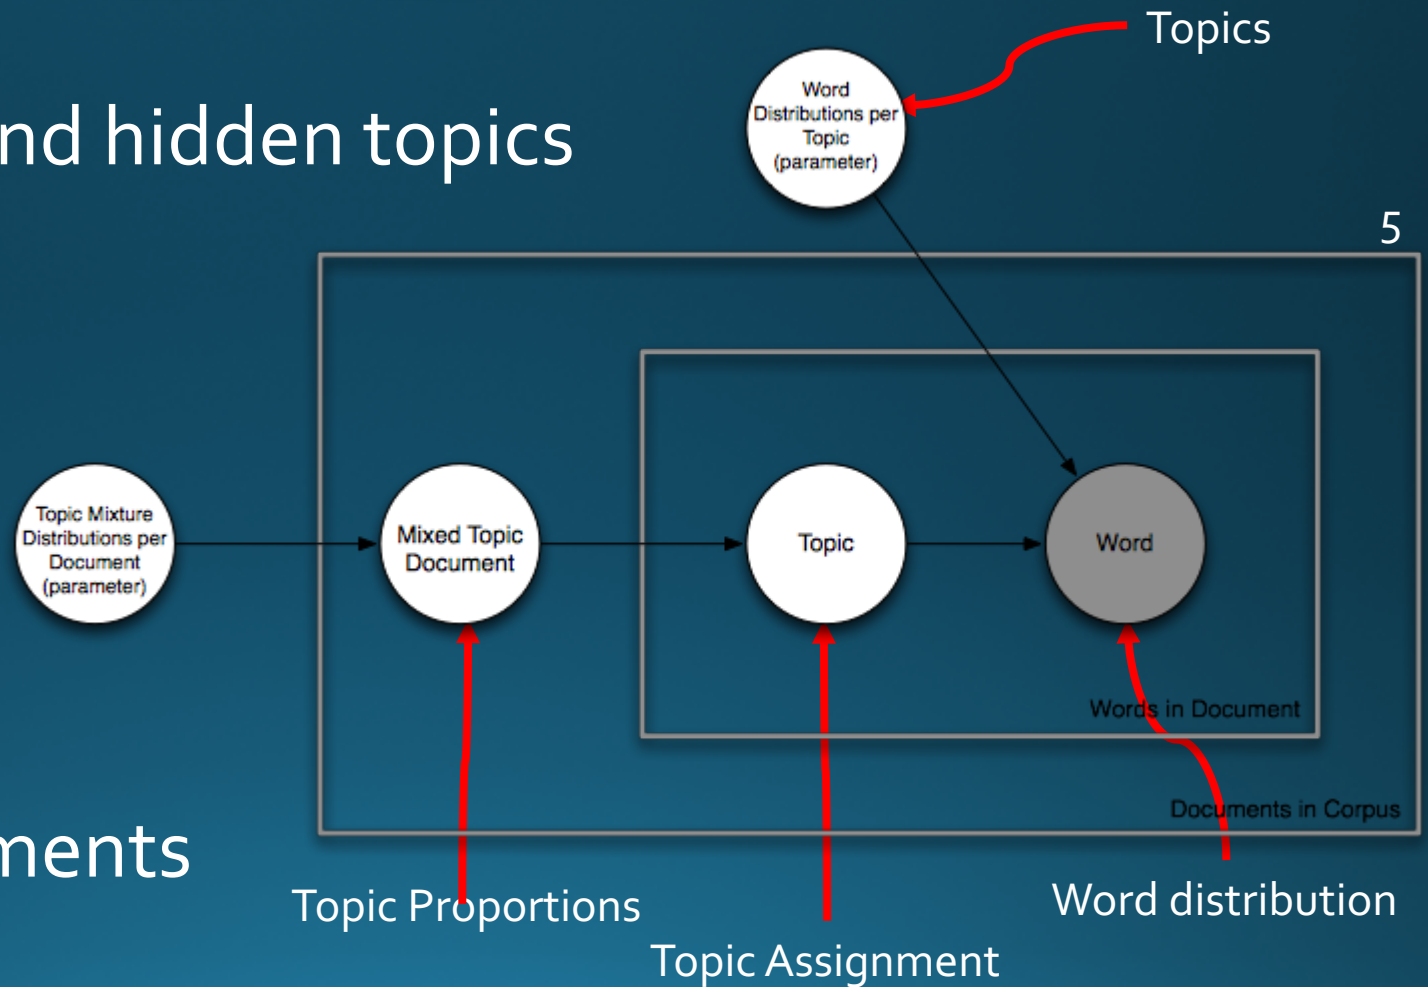 Topics
Word
Distributions per
Topic
(parameter)
nd hidden topics
5
Topic Mixture
Distributions per
Document
(parameter)
Mixed Topic
Document
Topic
Word
Words in Document
Documents in Corpus
ments
Topic Proportions
Word distribution
Topic Assignment